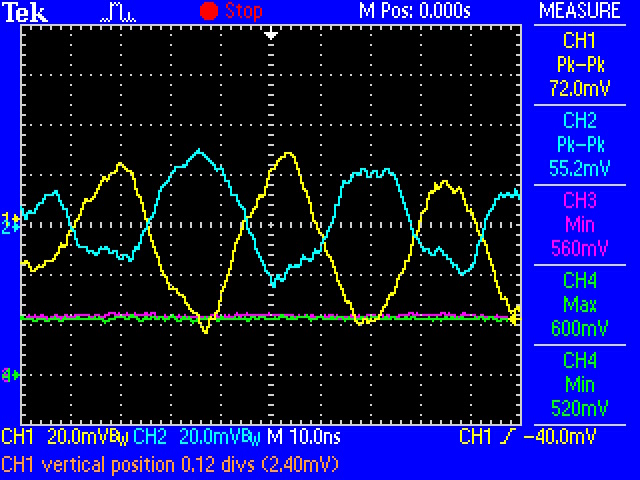 Tek Stop M Pos: 0.000s MEASURE
CH1
Pk-Pk
72.0mV
CH2
Pk-Pk
55.2mV
CH3
Min
560mV
CH4
Max
600mV
CH4
Min
520mV
1
2
CH1 20.0mVBw CH2 20.0mVBw M 10.0ns CH1 -40.0mV
CH1 vertical position 0.12 divs (2.40mV)